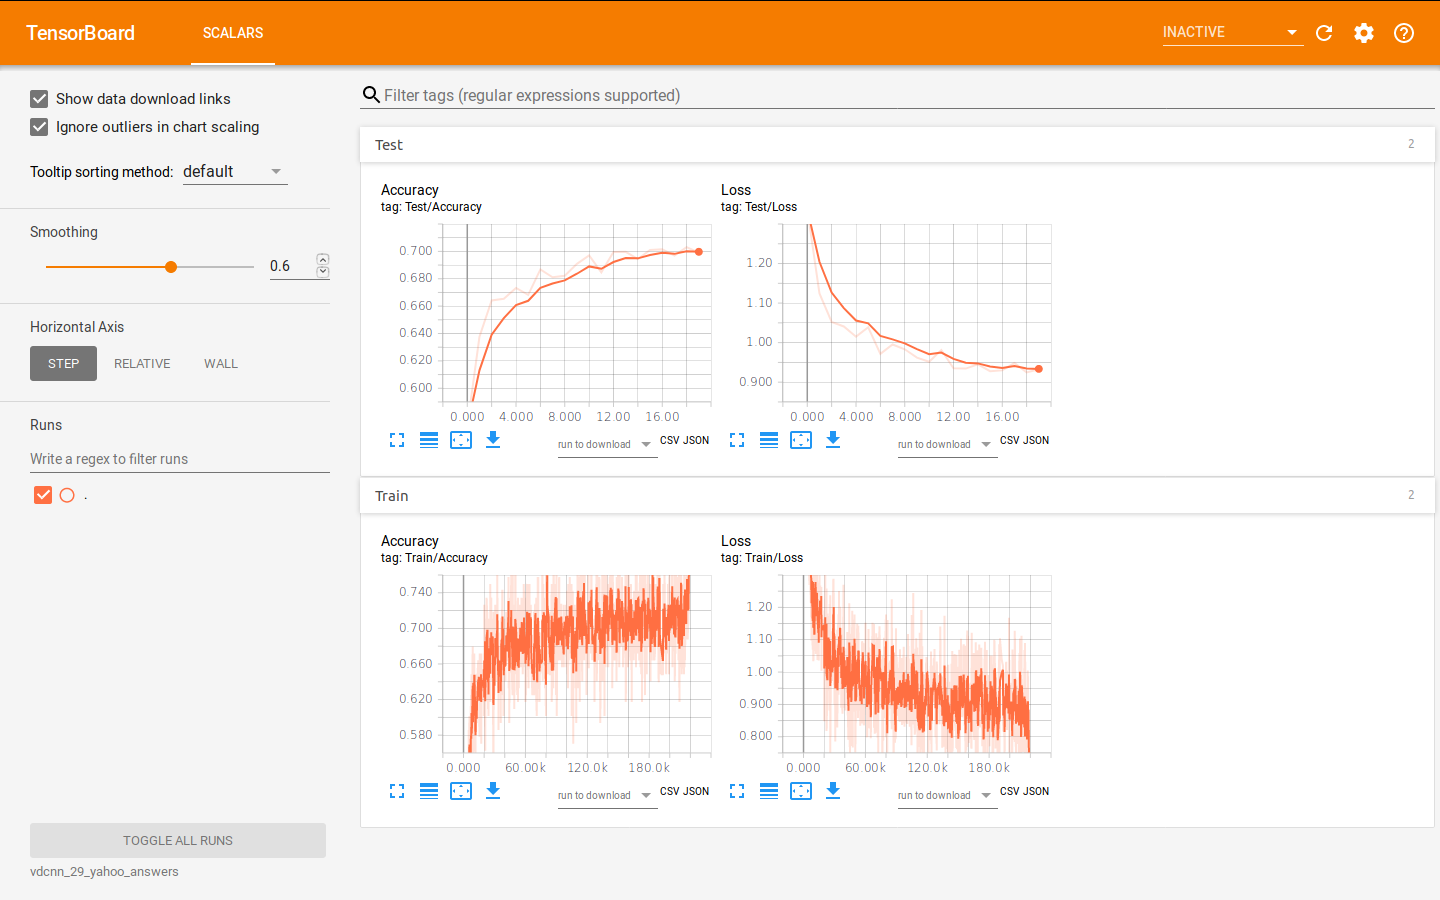 TensorBoard
SCALARS
INACTIVE
Show data download links
Ignore outliers in chart scaling
Tooltip sorting method: default
Smoothing
0.6
Horizontal Axis
STEP RELATIVE WALL
Runs
Write a regex to filter runs
.
TOGGLE ALL RUNS
vdcnn_29_yahoo_answers
Filter tags (regular expressions supported)
Test 2
Accuracy
tag: Test/Accuracy
0.700
0.680
0.660
0.640
0.620
0.600
0.000 4.000 8.000 12.00 16.00
run to download CSV JSON
Loss
tag: Test/Loss
1.20
1.10
1.00
0.900
0.000 4.000 8.000 12.00 16.00
run to download CSV JSON
Train 2
Accuracy
tag: Train/Accuracy
0.740
0.700
0.660
0.620
0.580
0.000 60.00k 120.0k 180.0k
run to download CSV JSON
Loss
tag: Train/Loss
1.20
1.10
1.00
0.900
0.800
0.000 60.00k 120.0k 180.0k
run to download CSV JSON